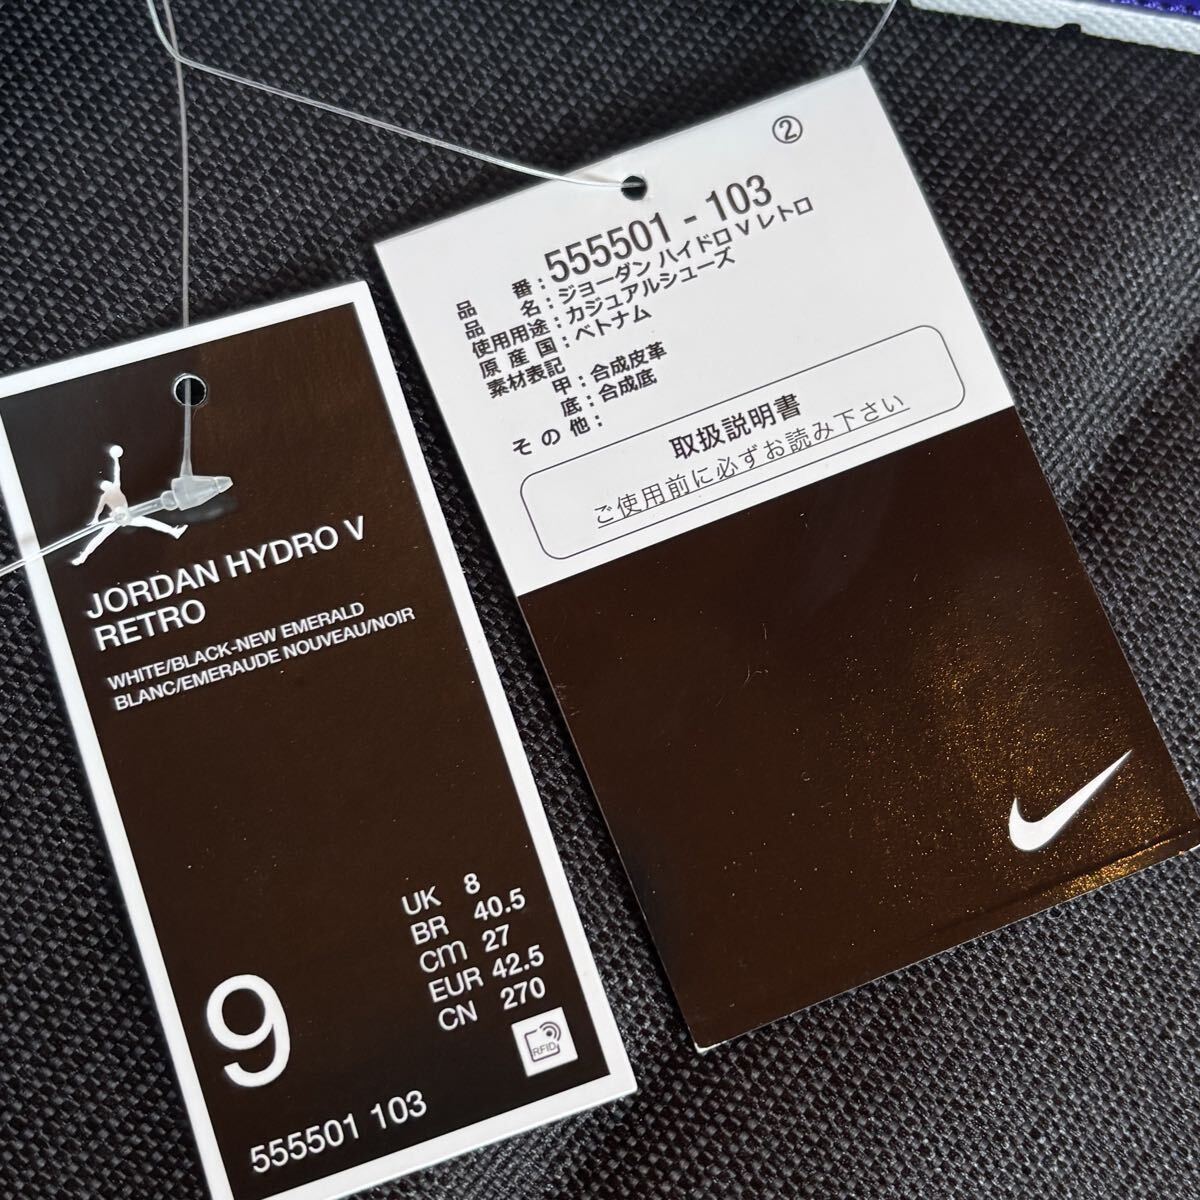 JORDAN HYDRO V
RETRO
WHITE/BLACK-NEW EMERALD
BLANC/EMERAUDE NOUVEAU/NOIR
UK 8
BR 40.5
cm 27
EUR 42.5
CN 270
RFID
9
555501 103
②
品 番：555501 - 103
品 名：ジョーダン ハイドロ V レトロ
使用用途：カジュアルシューズ
原 産 国：ベトナム
素材表記
甲：合成皮革
底：合成底
そ の 他：
取扱説明書
ご使用前に必ずお読み下さい